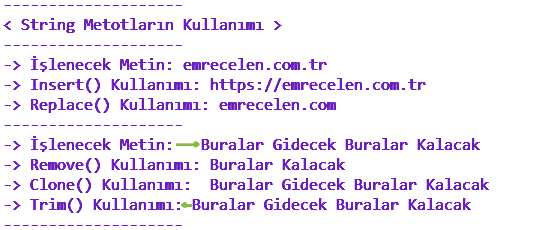 --------------------
< String Metotların Kullanımı >
--------------------
-> İşlenecek Metin: emrecelen.com.tr
-> Insert() Kullanımı: https://emrecelen.com.tr
-> Replace() Kullanımı: emrecelen.com
--------------------
-> İşlenecek Metin: Buralar Gidecek Buralar Kalacak
-> Remove() Kullanımı: Buralar Kalacak
-> Clone() Kullanımı:  Buralar Gidecek Buralar Kalacak
-> Trim() Kullanımı: Buralar Gidecek Buralar Kalacak
--------------------